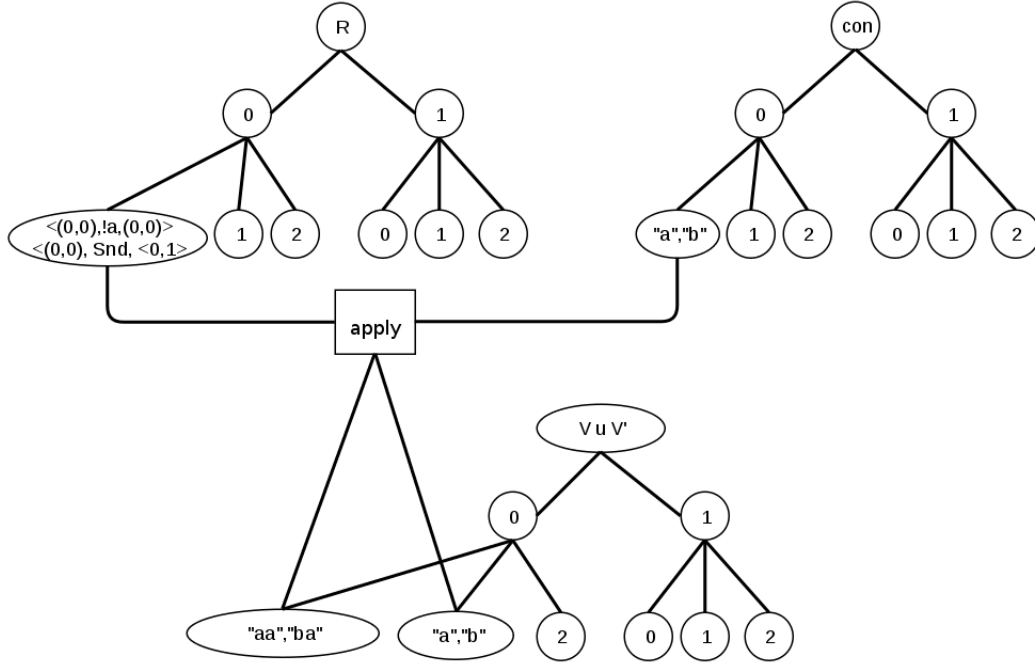 R
con
0
1
0
1
<(0,0),!a,(0,0)>
<(0,0), Snd, <0,1>
1
2
0
1
2
"a","b"
1
2
0
1
2
apply
V u V'
0
1
"aa","ba"
"a","b"
2
0
1
2